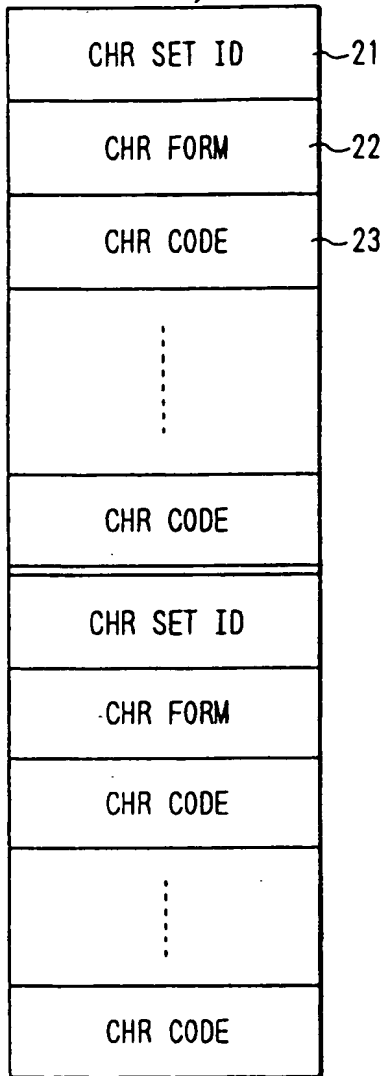 CHR SET ID 21
CHR FORM 22
CHR CODE 23
CHR CODE
CHR SET ID
CHR FORM
CHR CODE
CHR CODE